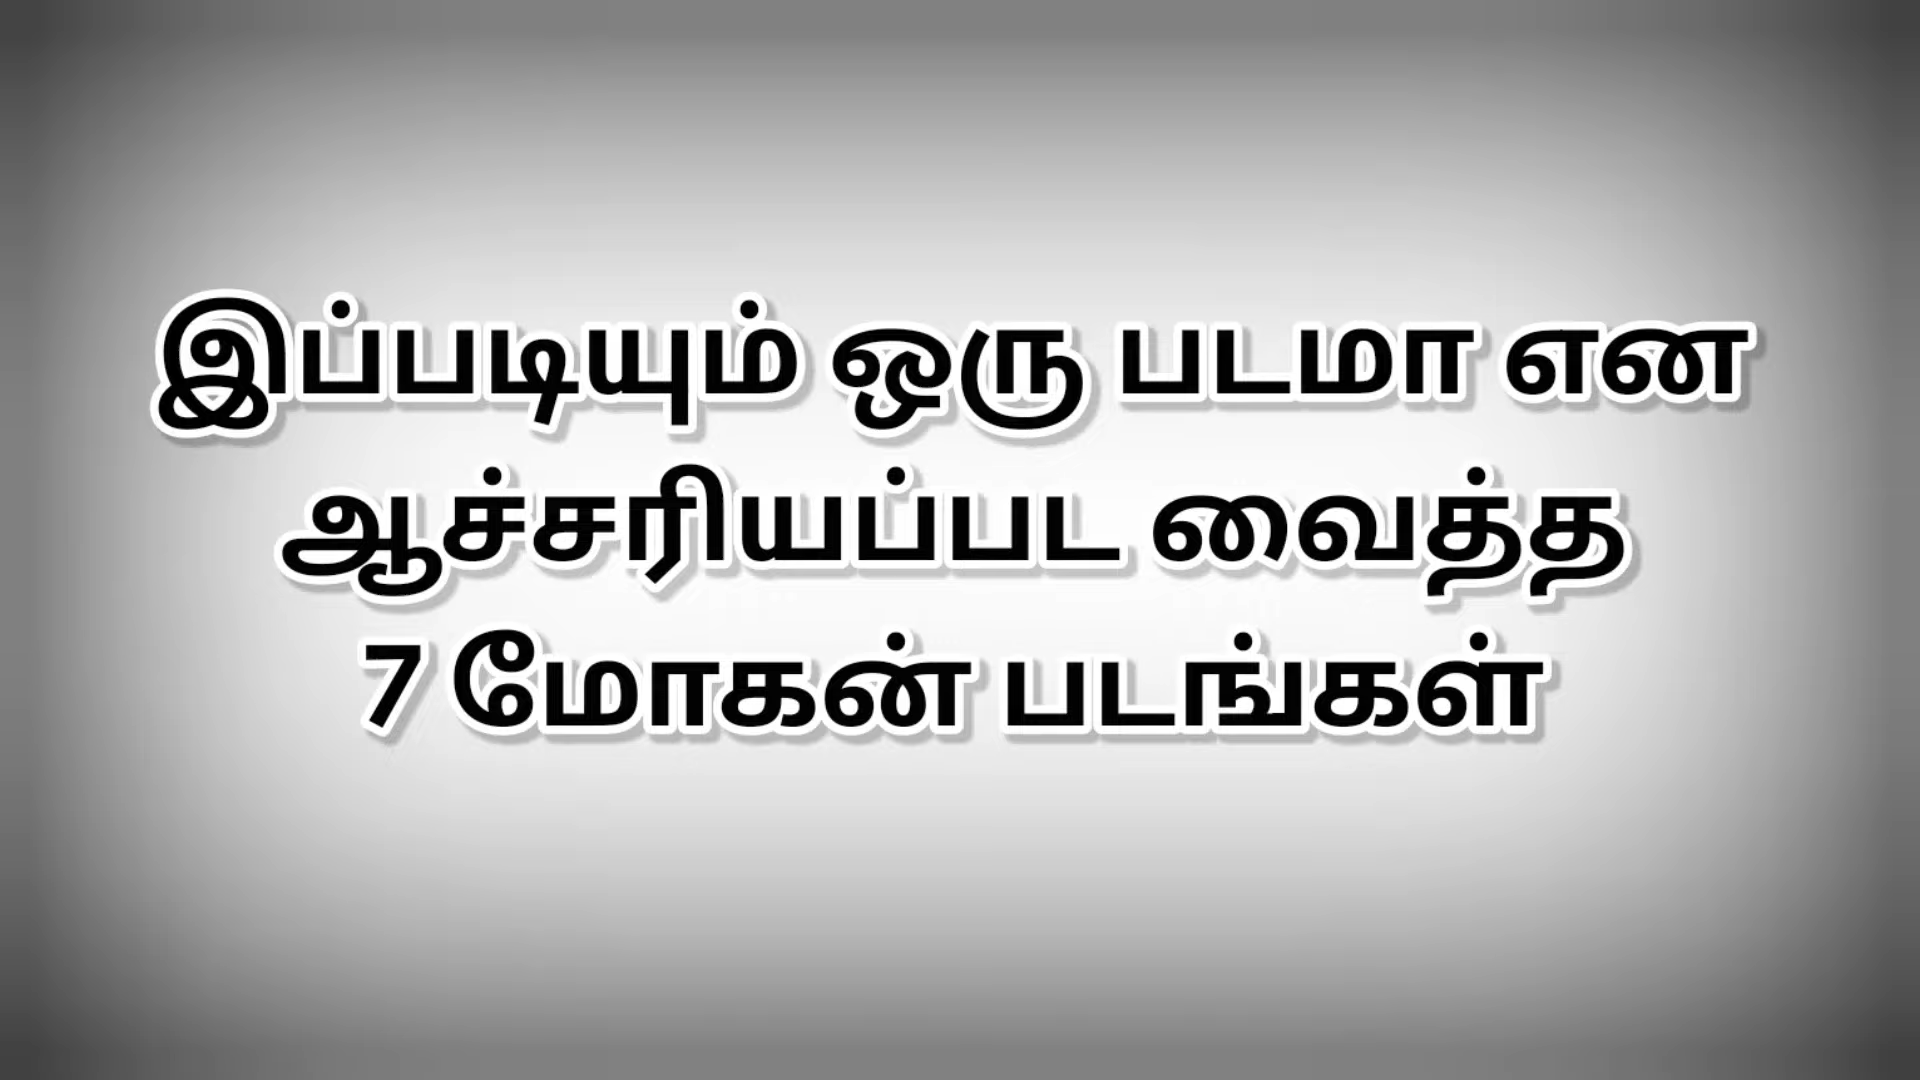 இப்படியும் ஒரு படமா என
ஆச்சரியப்பட வைத்த
7 மோகன் படங்கள்